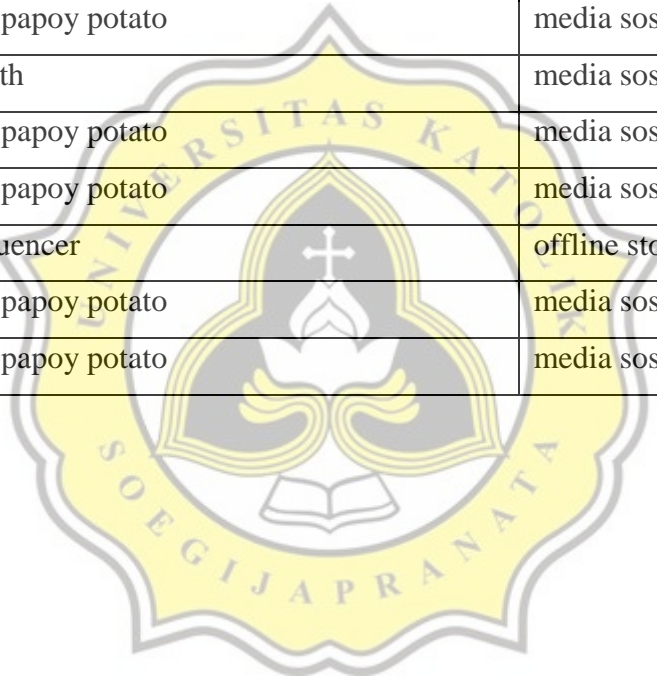 papoy potato media sos
th media sos
papoy potato media sos
papoy potato media sos
uencer offline sto
papoy potato media sos
papoy potato media sos
UNIVERSITAS KATOLIK
SOEGIJAPRANATA